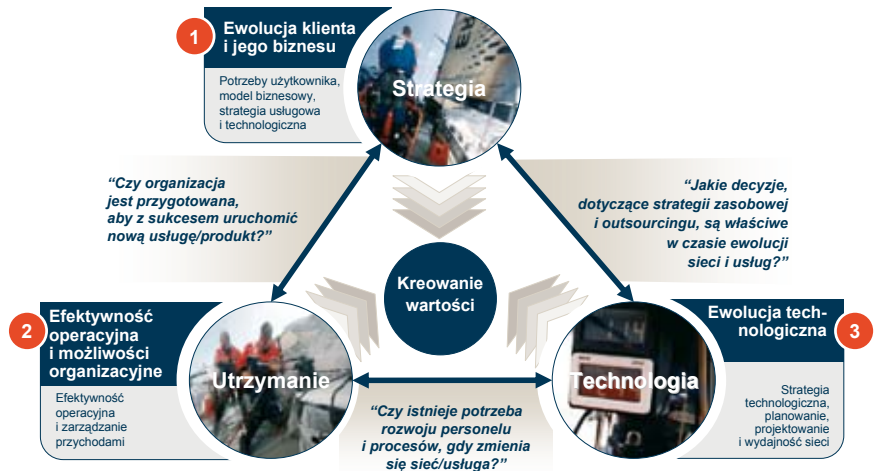 1
Ewolucja klienta
i jego biznesu
Potrzeby użytkownika,
model biznesowy,
strategia usługowa
i technologiczna
Strategia
“Czy organizacja
jest przygotowana,
aby z sukcesem uruchomić
nową usługę/produkt?”
“Jakie decyzje,
dotyczące strategii zasobowej
i outsourcingu, są właściwe
w czasie ewolucji
sieci i usług?”
Kreowanie
wartości
2
Efektywność
operacyjna
i możliwości
organizacyjne
Efektywność
operacyjna
i zarządzanie
przychodami
Utrzymanie
Technologia
Ewolucja tech-
nologiczna
3
Strategia
technologiczna,
planowanie,
projektowanie
i wydajność sieci
“Czy istnieje potrzeba
rozwoju personelu
i procesów, gdy zmienia
się sieć/usługa?”